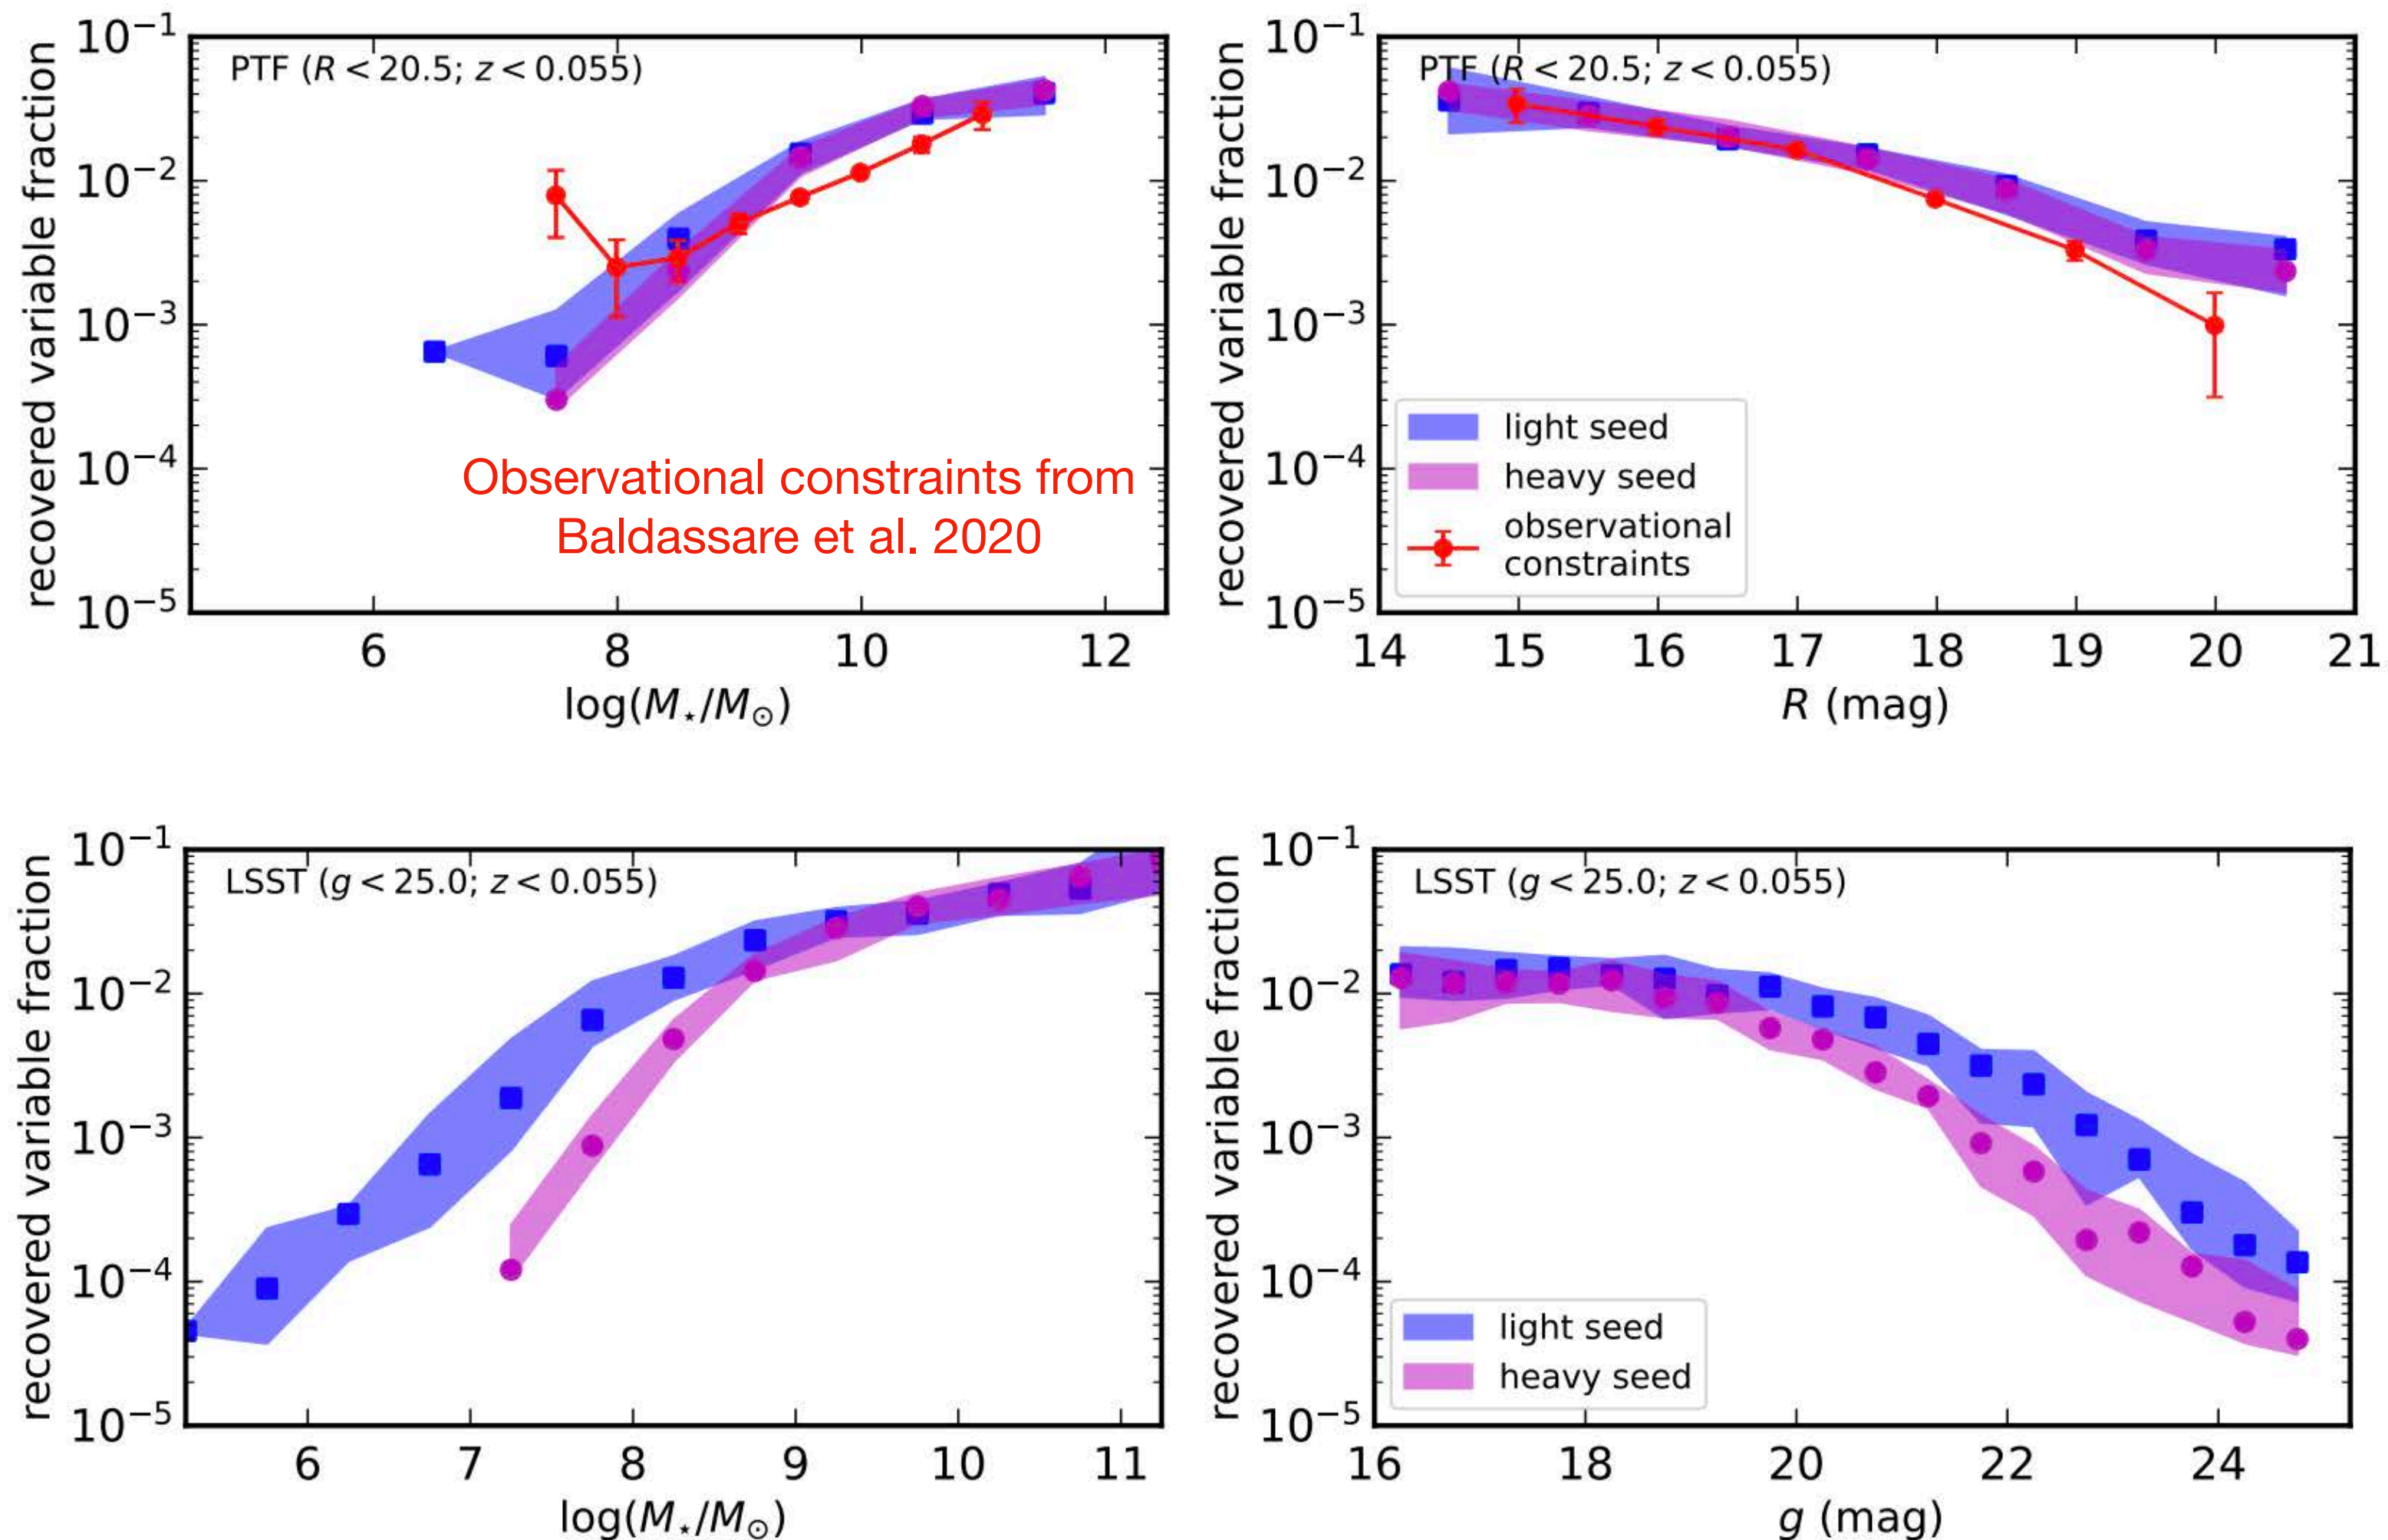 PTF (R < 20.5; z < 0.055)
recovered variable fraction
10⁻¹
10⁻²
10⁻³
10⁻⁴
10⁻⁵
Observational constraints from
Baldassare et al. 2020
6 8 10 12
log(M⋆/M⊙)
PTF (R < 20.5; z < 0.055)
recovered variable fraction
10⁻¹
10⁻²
10⁻³
10⁻⁴
10⁻⁵
light seed
heavy seed
observational
constraints
14 15 16 17 18 19 20 21
R (mag)
LSST (g < 25.0; z < 0.055)
recovered variable fraction
10⁻¹
10⁻²
10⁻³
10⁻⁴
10⁻⁵
6 7 8 9 10 11
log(M⋆/M⊙)
LSST (g < 25.0; z < 0.055)
recovered variable fraction
10⁻¹
10⁻²
10⁻³
10⁻⁴
10⁻⁵
light seed
heavy seed
16 18 20 22 24
g (mag)